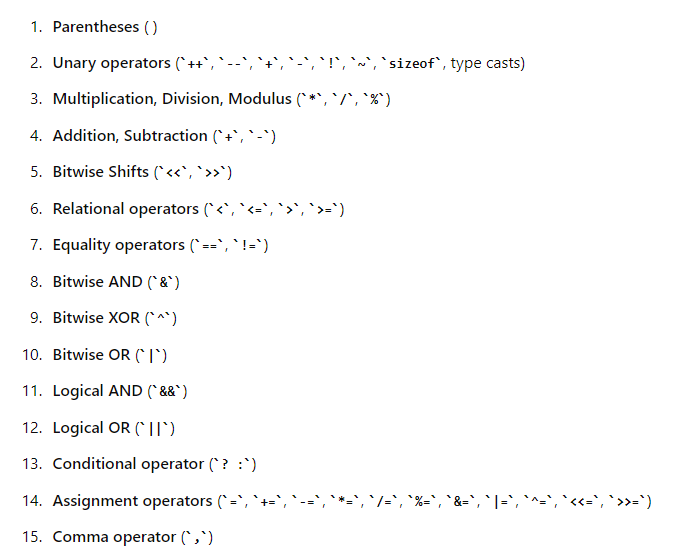 1. Parentheses ( )
2. Unary operators (`++`, `--`, `+`, `-`, `!`, `~`, `sizeof`, type casts)
3. Multiplication, Division, Modulus (`*`, `/`, `%`)
4. Addition, Subtraction (`+`, `-`)
5. Bitwise Shifts (`<<`, `>>`)
6. Relational operators (`<`, `<=`, `>`, `>=`)
7. Equality operators (`==`, `!=`)
8. Bitwise AND (`&`)
9. Bitwise XOR (`^`)
10. Bitwise OR (`|`)
11. Logical AND (`&&`)
12. Logical OR (`||`)
13. Conditional operator (`? :`)
14. Assignment operators (`=`, `+=`, `-=`, `*=`, `/=`, `%=`, `&=`, `|=`, `^=`, `<<=`, `>>=`)
15. Comma operator (`,`)